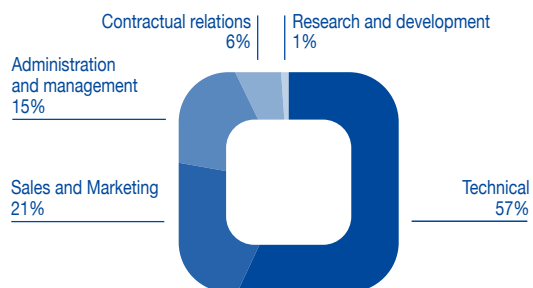 Contractual relations
6%
Research and development
1%
Administration
and management
15%
Sales and Marketing
21%
Technical
57%